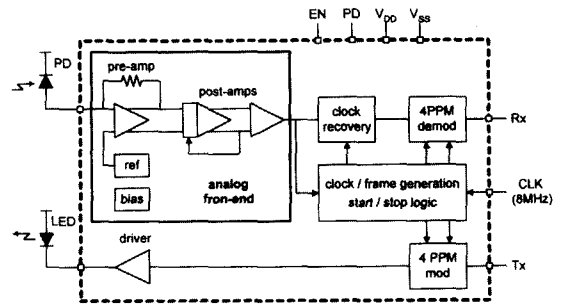 EN PD VDD VSS
PD
pre-amp
post-amps
ref
bias
analog
fron-end
clock
recovery
4PPM
demod
Rx
clock / frame generation
start / stop logic
CLK
(8MHz)
LED
driver
4 PPM
mod
Tx